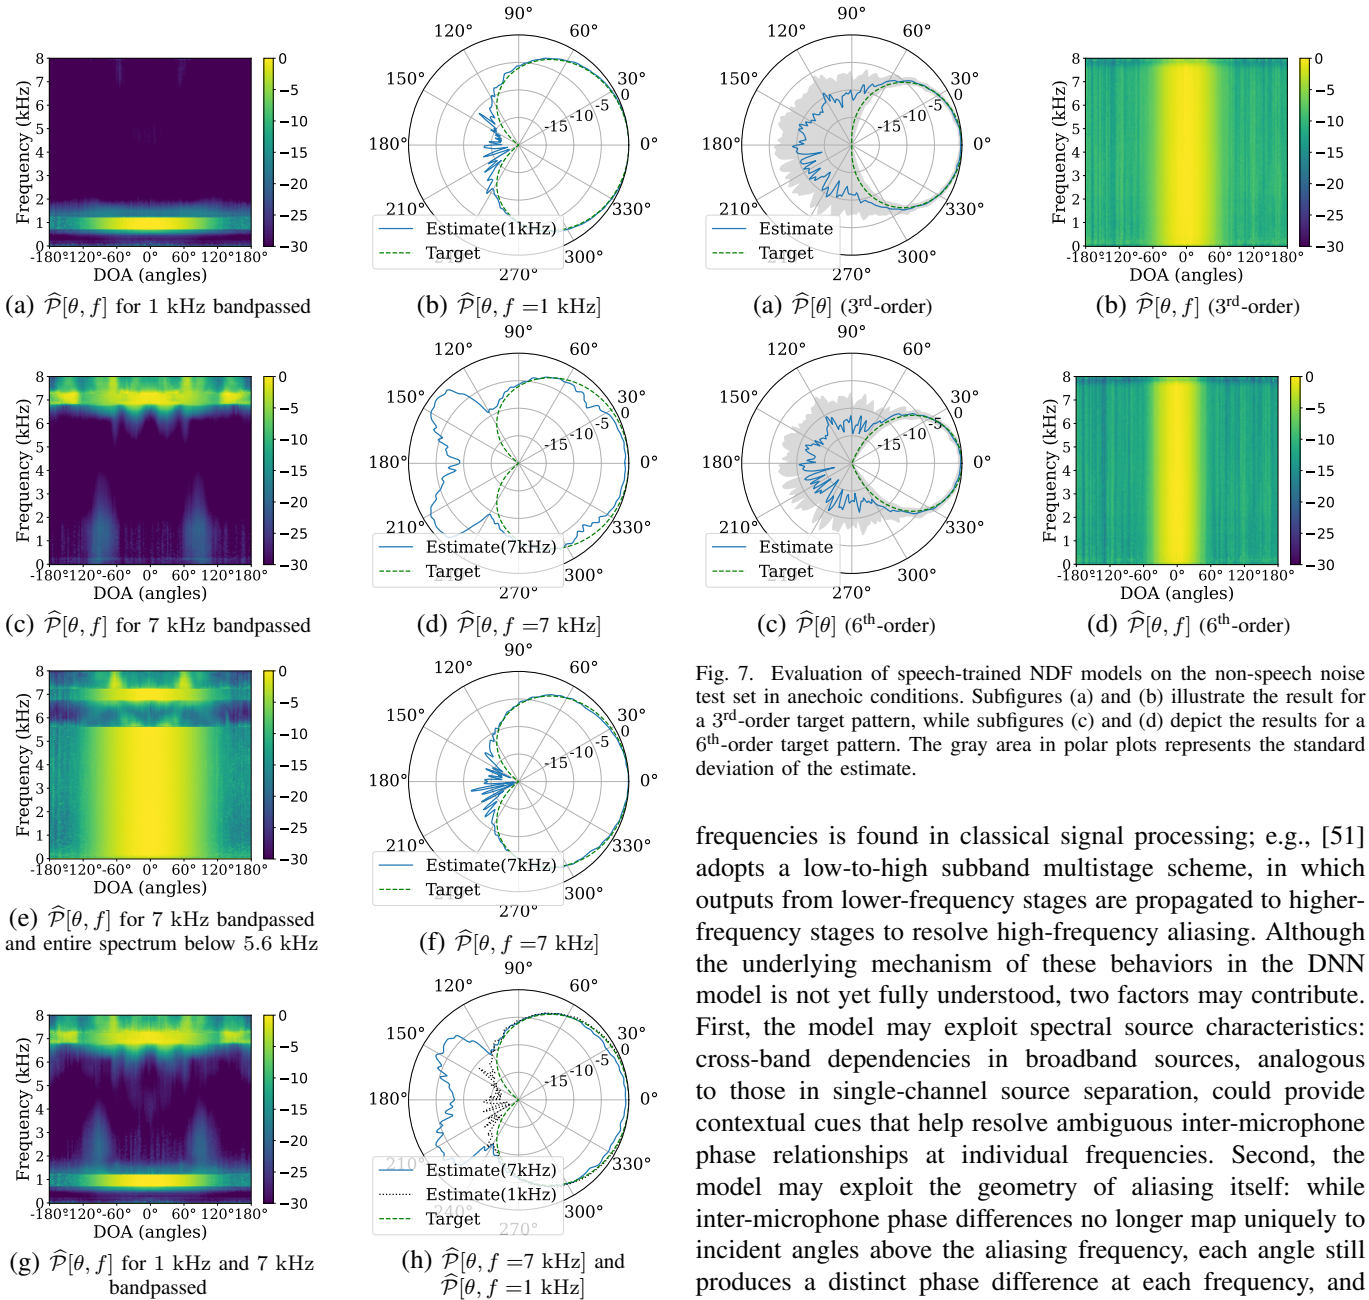 (a) P̂[θ, f] for 1 kHz bandpassed
(b) P̂[θ, f =1 kHz]
(c) P̂[θ, f] for 7 kHz bandpassed
(d) P̂[θ, f =7 kHz]
(e) P̂[θ, f] for 7 kHz bandpassed
and entire spectrum below 5.6 kHz
(f) P̂[θ, f =7 kHz]
(g) P̂[θ, f] for 1 kHz and 7 kHz
bandpassed
(h) P̂[θ, f =7 kHz] and
P̂[θ, f =1 kHz]
Frequency (kHz)
DOA (angles)
8
7
6
5
4
3
2
1
0
-180°
-120°
-60°
0°
60°
120°
180°
0
−5
−10
−15
−20
−25
−30
90°
60°
30°
0°
330°
300°
270°
240°
210°
180°
150°
120°
0
-5
-10
-15
Estimate(1kHz)
Target
Estimate(7kHz)
Target
Estimate(7kHz)
Target
Estimate(7kHz)
Estimate(1kHz)
Target
Estimate
Target
Estimate
Target
(a) P̂[θ] (3rd-order)
(b) P̂[θ, f] (3rd-order)
(c) P̂[θ] (6th-order)
(d) P̂[θ, f] (6th-order)
Fig. 7. Evaluation of speech-trained NDF models on the non-speech noise
test set in anechoic conditions. Subfigures (a) and (b) illustrate the result for
a 3rd-order target pattern, while subfigures (c) and (d) depict the results for a
6th-order target pattern. The gray area in polar plots represents the standard
deviation of the estimate.
frequencies is found in classical signal processing; e.g., [51]
adopts a low-to-high subband multistage scheme, in which
outputs from lower-frequency stages are propagated to higher-
frequency stages to resolve high-frequency aliasing. Although
the underlying mechanism of these behaviors in the DNN
model is not yet fully understood, two factors may contribute.
First, the model may exploit spectral source characteristics:
cross-band dependencies in broadband sources, analogous
to those in single-channel source separation, could provide
contextual cues that help resolve ambiguous inter-microphone
phase relationships at individual frequencies. Second, the
model may exploit the geometry of aliasing itself: while
inter-microphone phase differences no longer map uniquely to
incident angles above the aliasing frequency, each angle still
produces a distinct phase difference at each frequency, and